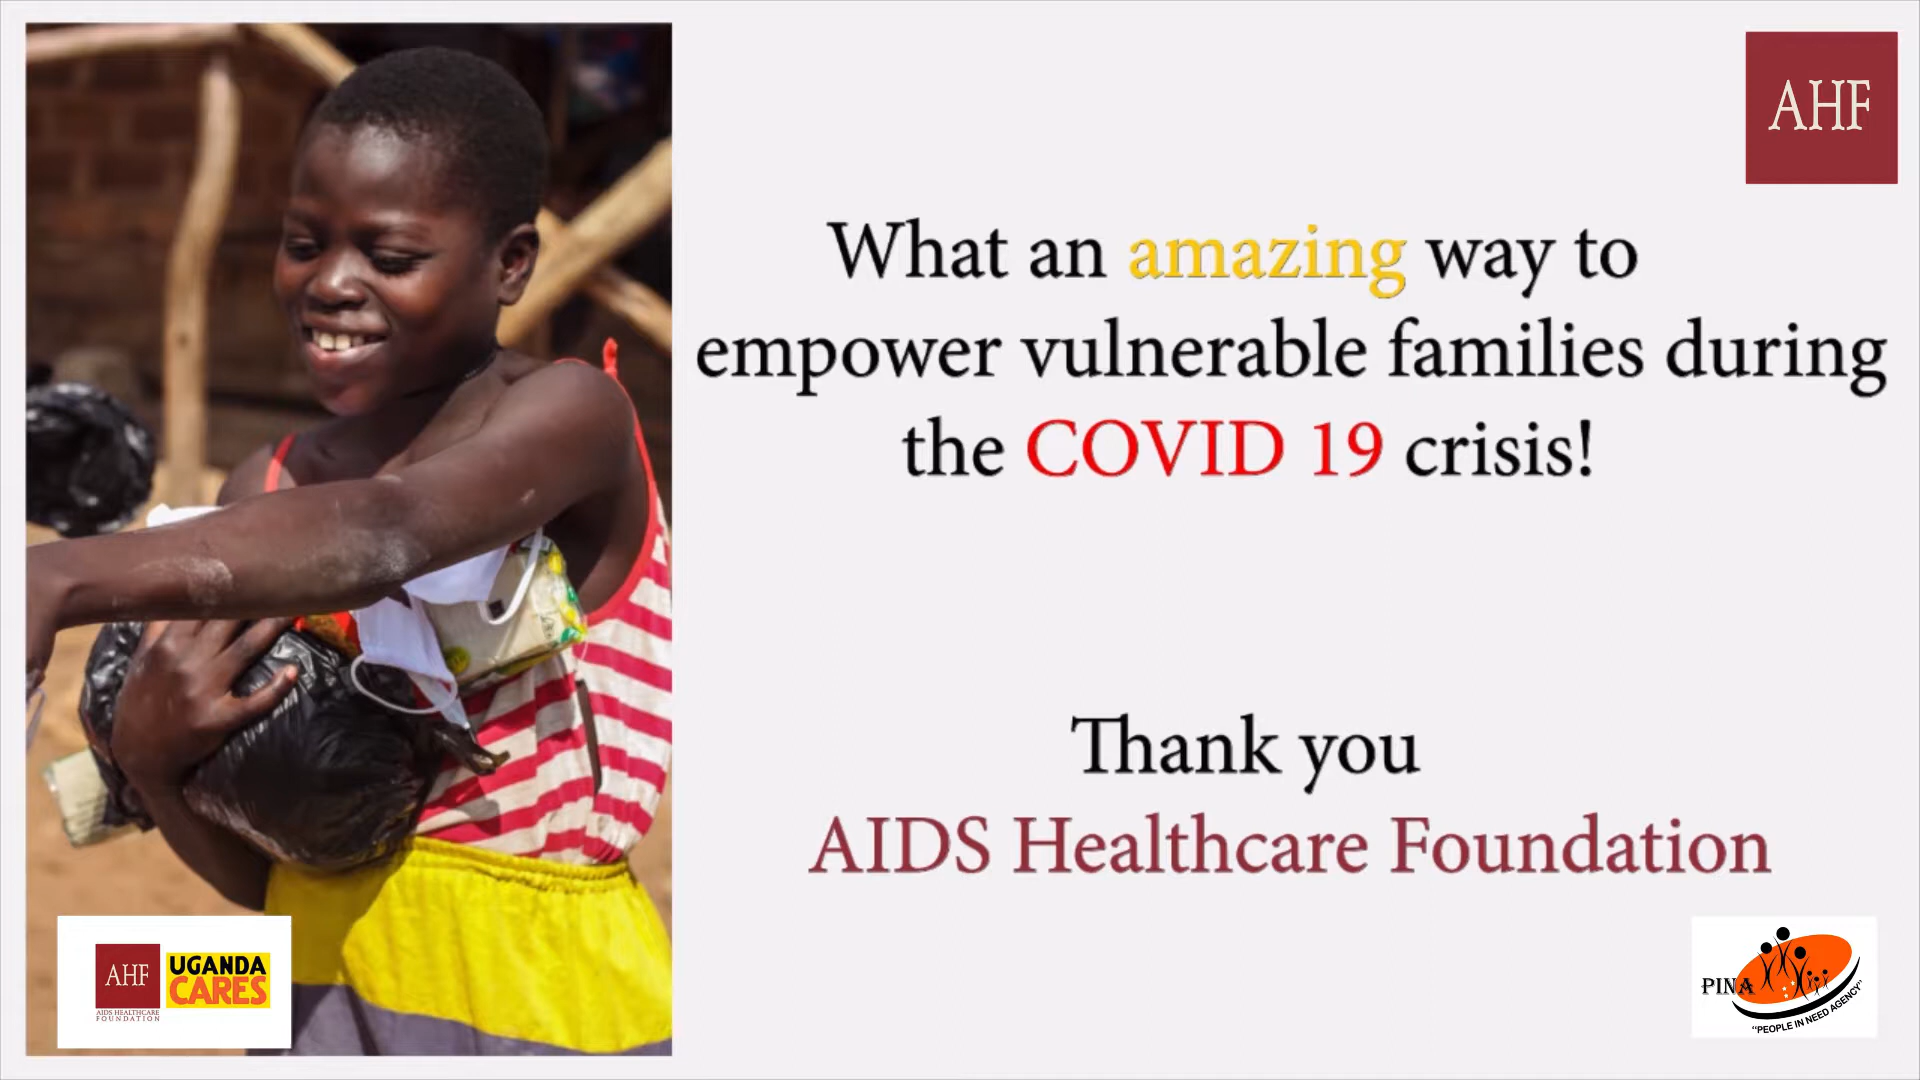 AHF
What an amazing way to
empower vulnerable families during
the COVID 19 crisis!
Thank you
AIDS Healthcare Foundation
AHF
AIDS HEALTHCARE
FOUNDATION
UGANDA
CARES
PINA
"PEOPLE IN NEED AGENCY"